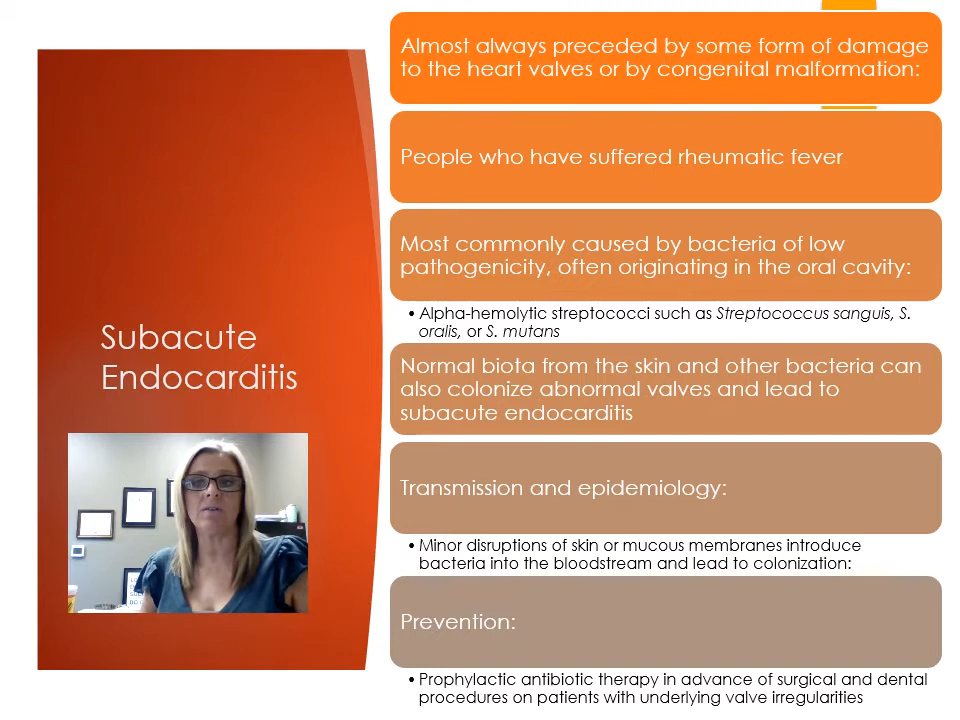 Almost always preceded by some form of damage
to the heart valves or by congenital malformation:
People who have suffered rheumatic fever
Most commonly caused by bacteria of low
pathogenicity, often originating in the oral cavity:
• Alpha-hemolytic streptococci such as Streptococcus sanguis, S.
oralis, or S. mutans
Subacute
Endocarditis
Normal biota from the skin and other bacteria can
also colonize abnormal valves and lead to
subacute endocarditis
Transmission and epidemiology:
• Minor disruptions of skin or mucous membranes introduce
bacteria into the bloodstream and lead to colonization:
Prevention:
• Prophylactic antibiotic therapy in advance of surgical and dental
procedures on patients with underlying valve irregularities